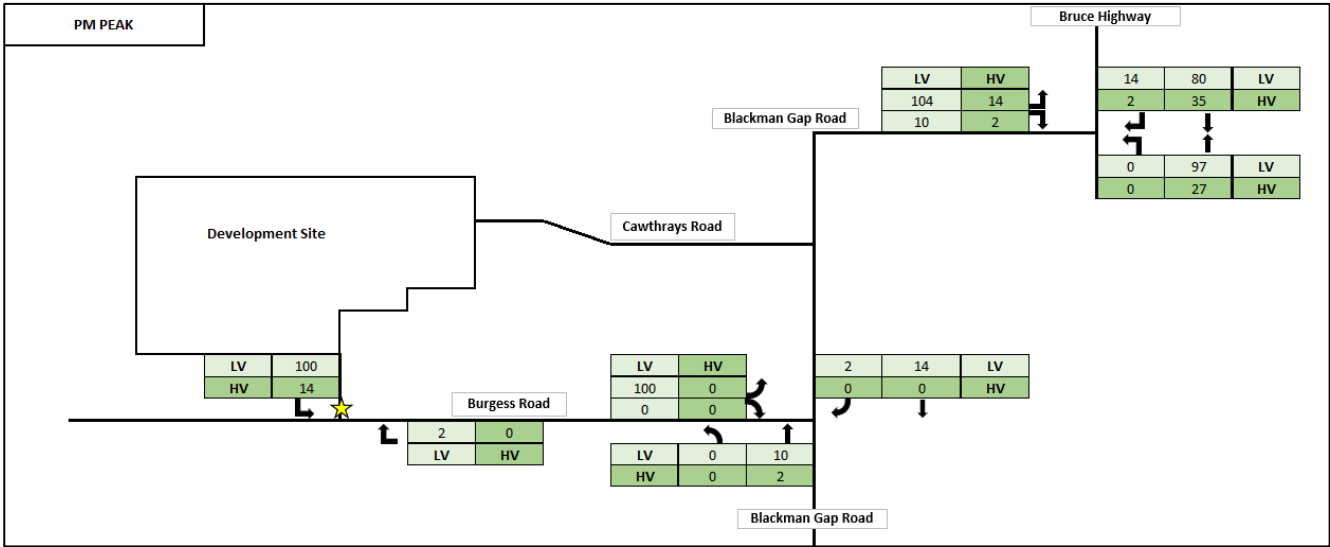 PM PEAK
Bruce Highway
LV HV
104 14
10 2
14 80 LV
2 35 HV
Blackman Gap Road
0 97 LV
0 27 HV
Development Site
Cawthrays Road
LV 100
HV 14
LV HV
100 0
0 0
2 14 LV
0 0 HV
Burgess Road
2 0
LV HV
LV 0 10
HV 0 2
Blackman Gap Road